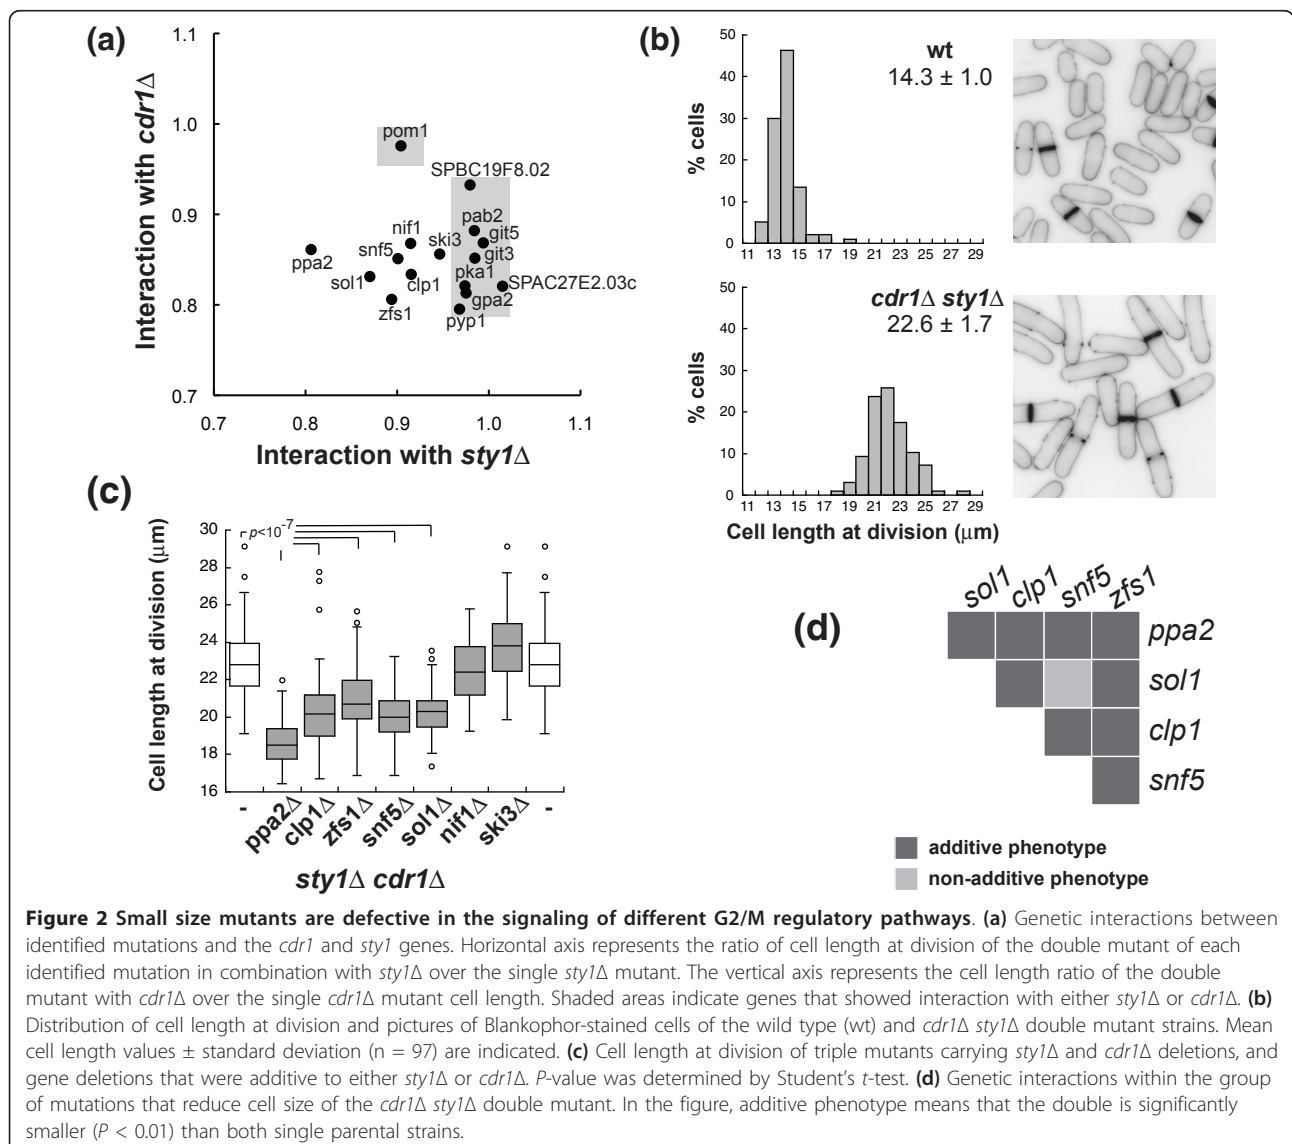 (a)
1.1
1.0
0.9
0.8
0.7
Interaction with cdr1Δ
pom1
SPBC19F8.02
pab2
nif1
git5
ski3
snf5
git3
ppa2
sol1
clp1
pka1
SPAC27E2.03c
zfs1
gpa2
pyp1
0.7 0.8 0.9 1.0 1.1
Interaction with sty1Δ
(b)
50
40
30
20
10
0
% cells
wt
14.3 ± 1.0
11 13 15 17 19 21 23 25 27 29
50
40
30
20
10
0
% cells
cdr1Δ sty1Δ
22.6 ± 1.7
11 13 15 17 19 21 23 25 27 29
Cell length at division (μm)
(c)
Cell length at division (μm)
30
28
26
24
22
20
18
16
p<10-7
- ppa2Δ clp1Δ zfs1Δ snf5Δ sol1Δ nif1Δ ski3Δ -
sty1Δ cdr1Δ
(d)
sol1 clp1 snf5 zfs1
ppa2
sol1
clp1
snf5
additive phenotype
non-additive phenotype
Figure 2 Small size mutants are defective in the signaling of different G2/M regulatory pathways. (a) Genetic interactions between
identified mutations and the cdr1 and sty1 genes. Horizontal axis represents the ratio of cell length at division of the double mutant of each
identified mutation in combination with sty1Δ over the single sty1Δ mutant. The vertical axis represents the cell length ratio of the double
mutant with cdr1Δ over the single cdr1Δ mutant cell length. Shaded areas indicate genes that showed interaction with either sty1Δ or cdr1Δ. (b)
Distribution of cell length at division and pictures of Blankophor-stained cells of the wild type (wt) and cdr1Δ sty1Δ double mutant strains. Mean
cell length values ± standard deviation (n = 97) are indicated. (c) Cell length at division of triple mutants carrying sty1Δ and cdr1Δ deletions, and
gene deletions that were additive to either sty1Δ or cdr1Δ. P-value was determined by Student's t-test. (d) Genetic interactions within the group
of mutations that reduce cell size of the cdr1Δ sty1Δ double mutant. In the figure, additive phenotype means that the double is significantly
smaller (P < 0.01) than both single parental strains.